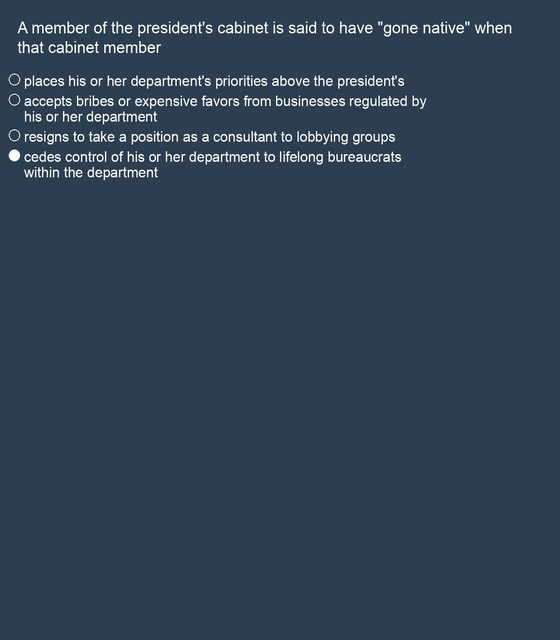 A member of the president's cabinet is said to have "gone native" when
that cabinet member
places his or her department's priorities above the president's
accepts bribes or expensive favors from businesses regulated by
his or her department
resigns to take a position as a consultant to lobbying groups
cedes control of his or her department to lifelong bureaucrats
within the department